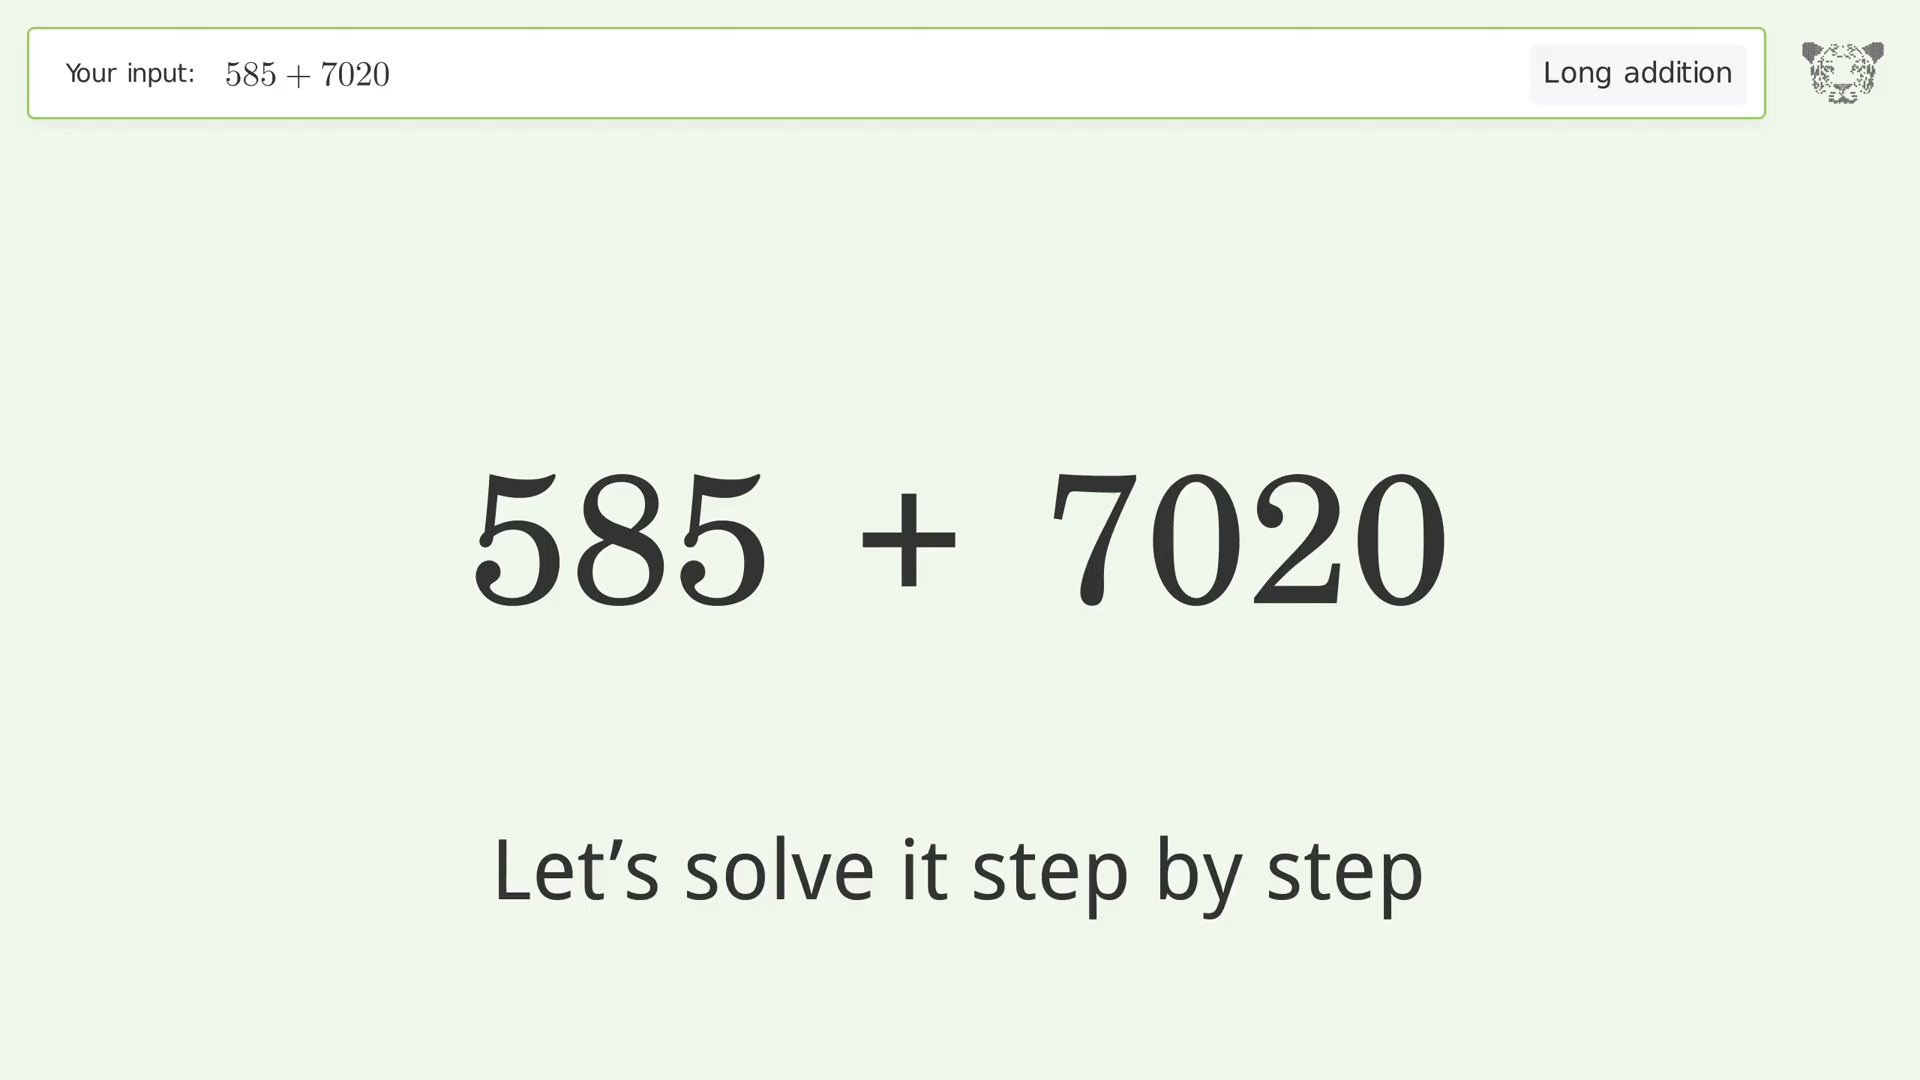 Your input: 585 + 7020 Long addition
585 + 7020
Let’s solve it step by step